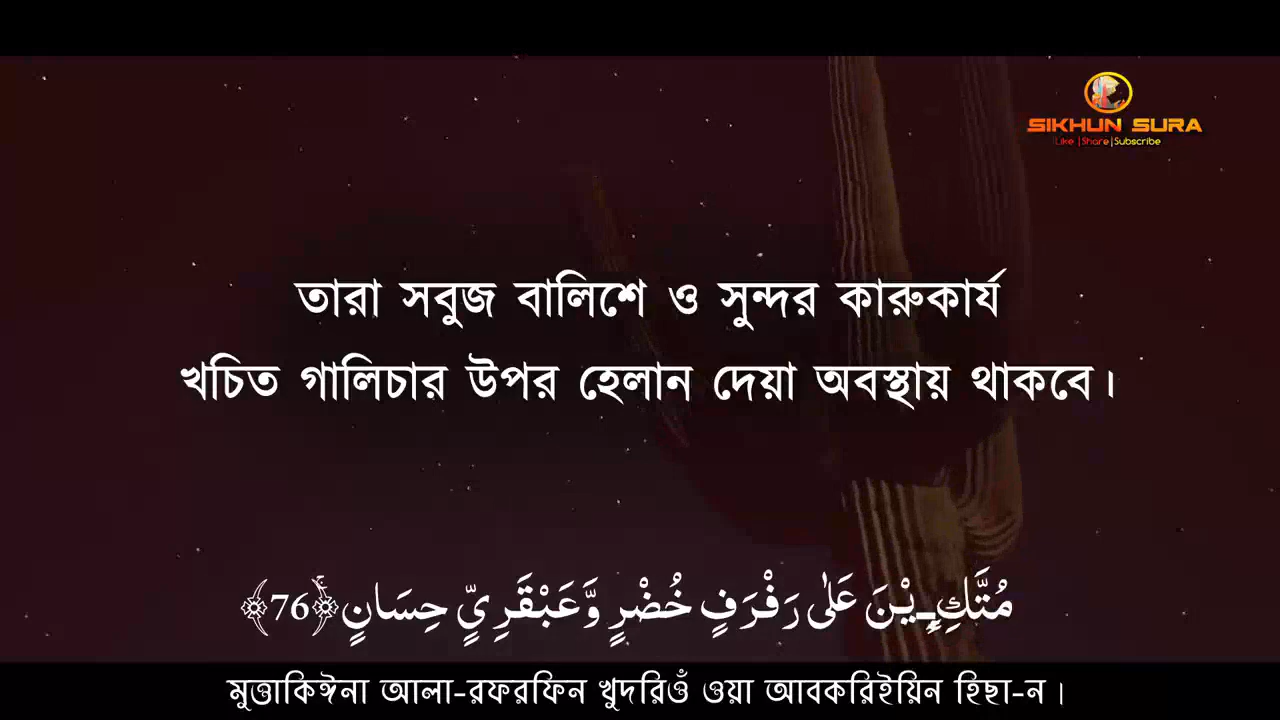 SIKHUN SURA
Like |Share|Subscribe
তারা সবুজ বালিশে ও সুন্দর কারুকার্য
খচিত গালিচার উপর হেলান দেয়া অবস্থায় থাকবে।
مُتَّكِـِٕيْنَ عَلٰى رَفْرَفٍ خُضْرٍ وَّعَبْقَرِيٍّ حِسَانٍۚ﴿76﴾
মুত্তাকিঈনা আলা-রফরফিন খুদরিওঁ ওয়া আবকরিইয়িন হিছা-ন।